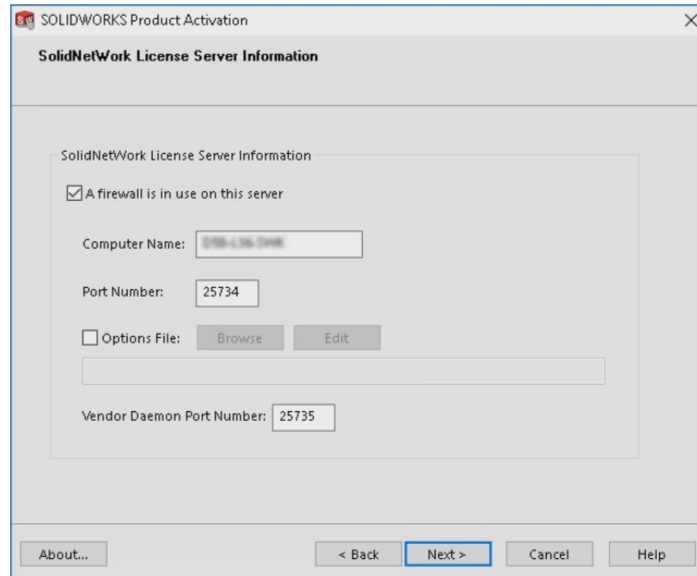 SOLIDWORKS Product Activation
SolidNetWork License Server Information
SolidNetWork License Server Information
A firewall is in use on this server
Computer Name:
Port Number: 25734
Options File: Browse Edit
Vendor Daemon Port Number: 25735
About... < Back Next > Cancel Help